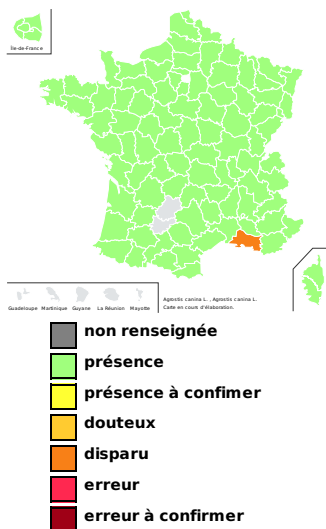 Île-de-France
Guadeloupe Martinique Guyane La Réunion Mayotte
Agrostis canina L. , Agrostis canina L.
Carte en cours d'élaboration.
non renseignée
présence
présence à confimer
douteux
disparu
erreur
erreur à confirmer